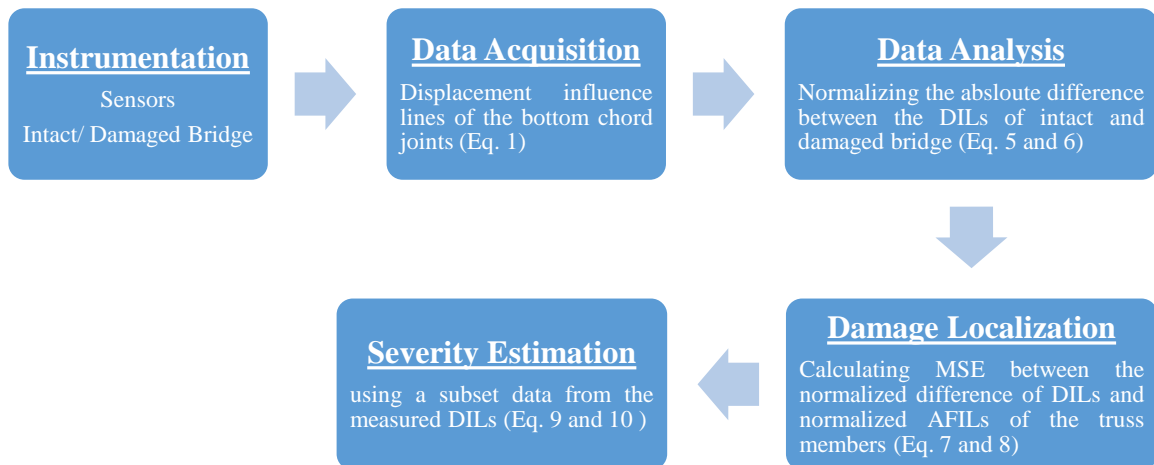 Instrumentation
Sensors
Intact/ Damaged Bridge
Data Acquisition
Displacement influence
lines of the bottom chord
joints (Eq. 1)
Data Analysis
Normalizing the absloute difference
between the DILs of intact and
damaged bridge (Eq. 5 and 6)
Damage Localization
Calculating MSE between the
normalized difference of DILs and
normalized AFILs of the truss
members (Eq. 7 and 8)
Severity Estimation
using a subset data from the
measured DILs (Eq. 9 and 10 )